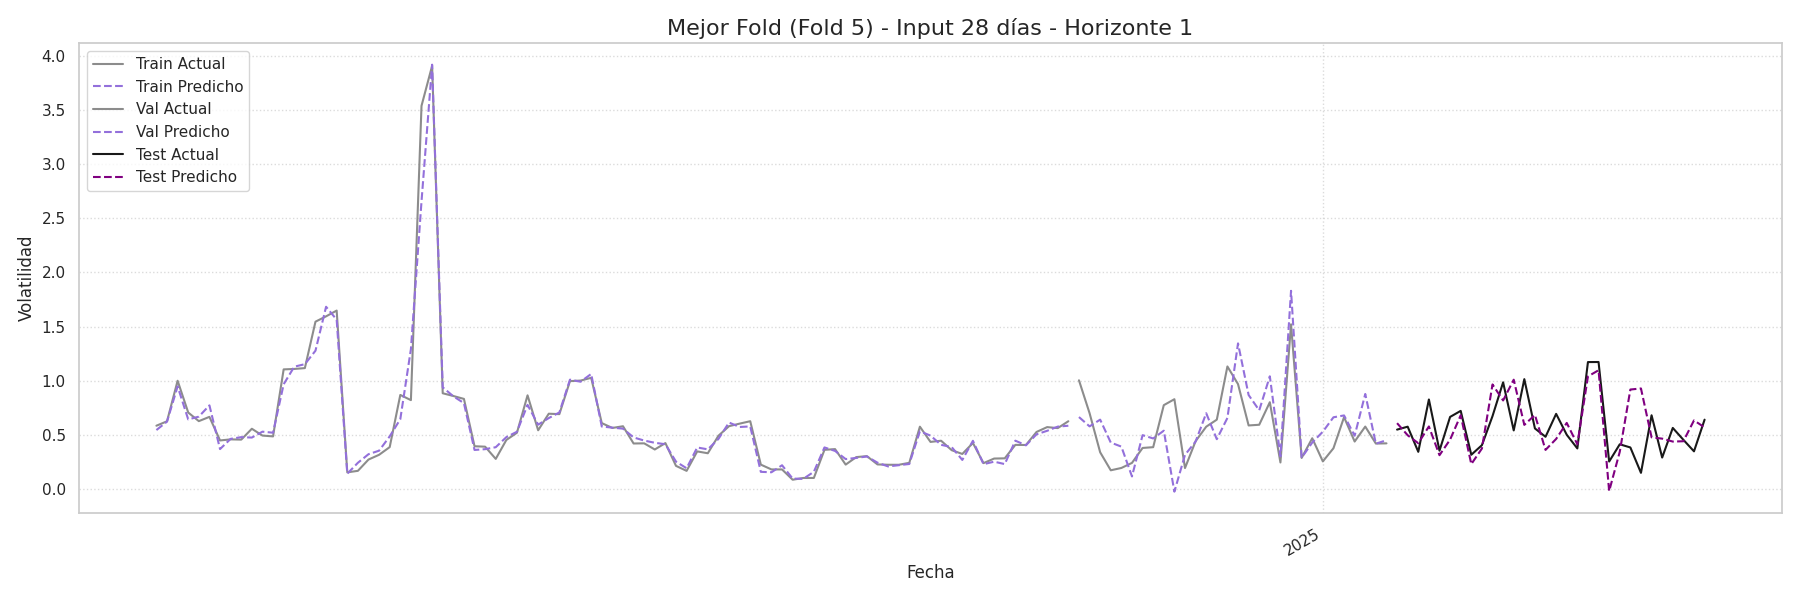 Mejor Fold (Fold 5) - Input 28 días - Horizonte 1
4.0
3.5
3.0
2.5
2.0
1.5
1.0
0.5
0.0
Volatilidad
Train Actual
Train Predicho
Val Actual
Val Predicho
Test Actual
Test Predicho
2025
Fecha